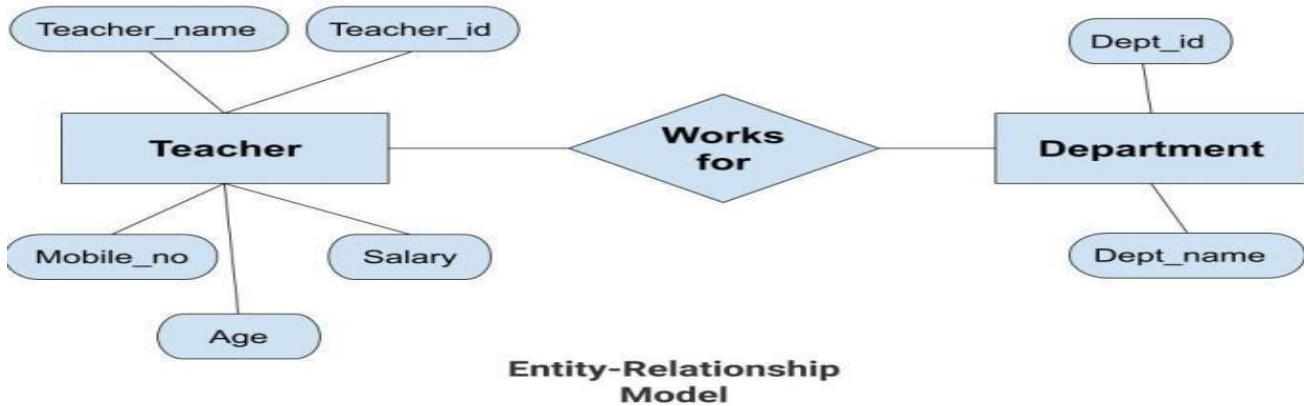 Teacher_name
Teacher_id
Dept_id
Teacher
Works
for
Department
Mobile_no
Salary
Dept_name
Age
Entity-Relationship
Model